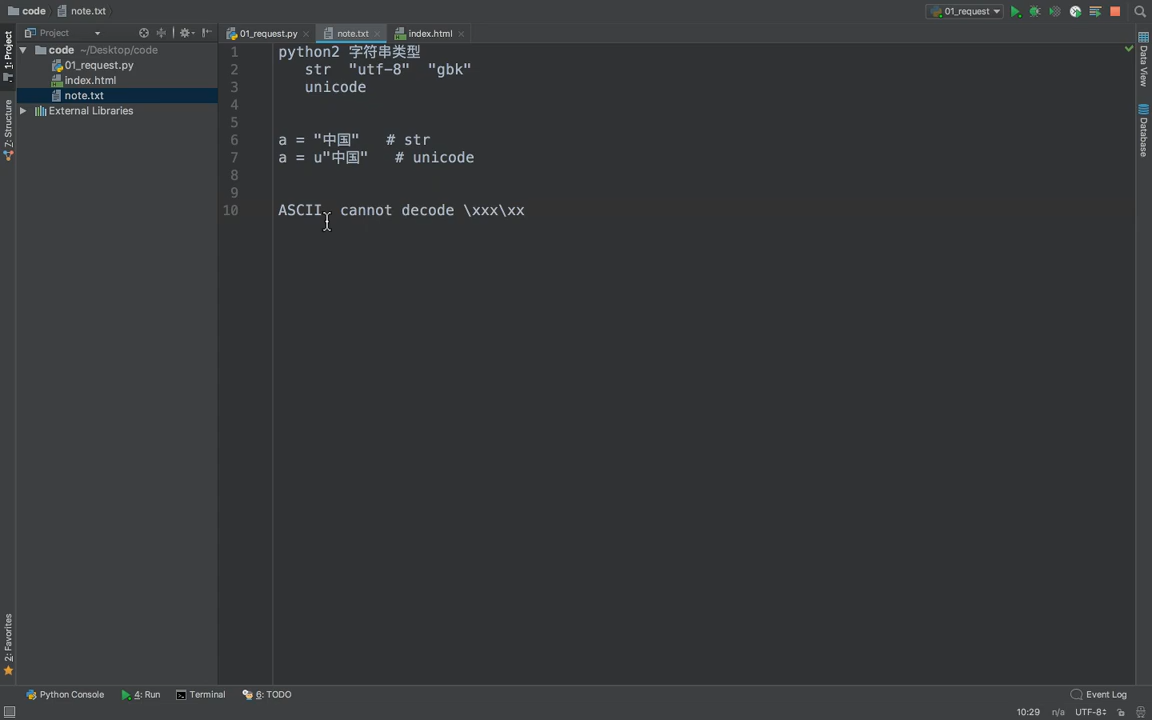 code note.txt
01_request
1: Project
Project
01_request.py
note.txt
index.html
code ~/Desktop/code
01_request.py
index.html
note.txt
External Libraries
Z: Structure
2: Favorites
Data View
Database
1 python2 字符串类型
2 str "utf-8" "gbk"
3 unicode
4
5
6 a = "中国" # str
7 a = u"中国" # unicode
8
9
10 ASCII cannot decode \xxx\xx
Python Console
4: Run
Terminal
6: TODO
Event Log
10:29 n/a UTF-8